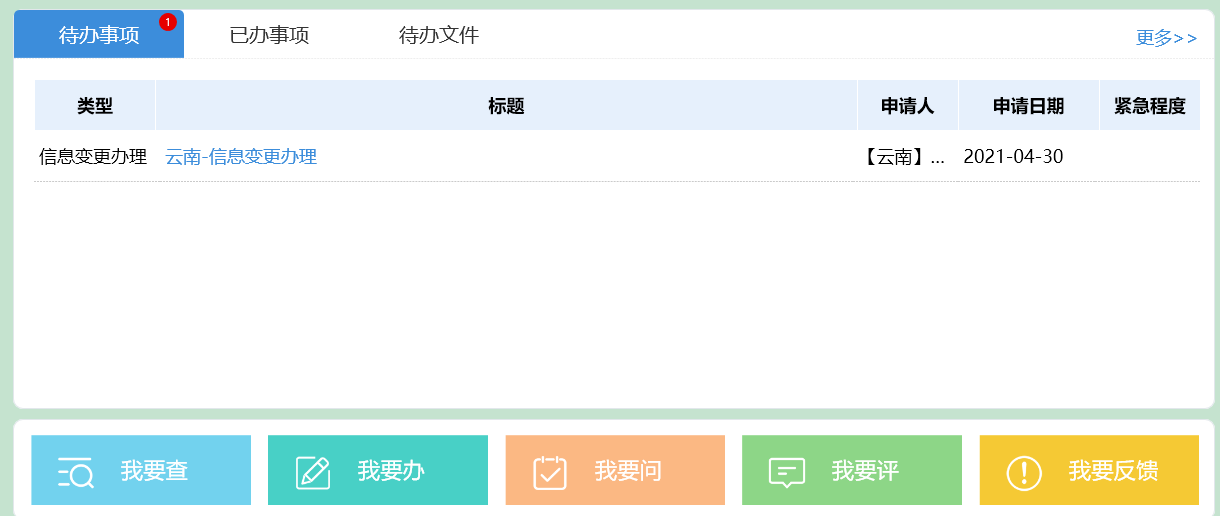 待办事项 1 已办事项 待办文件 更多>>
类型 标题 申请人 申请日期 紧急程度
信息变更办理 云南-信息变更办理 【云南】... 2021-04-30
我要查 我要办 我要问 我要评 我要反馈